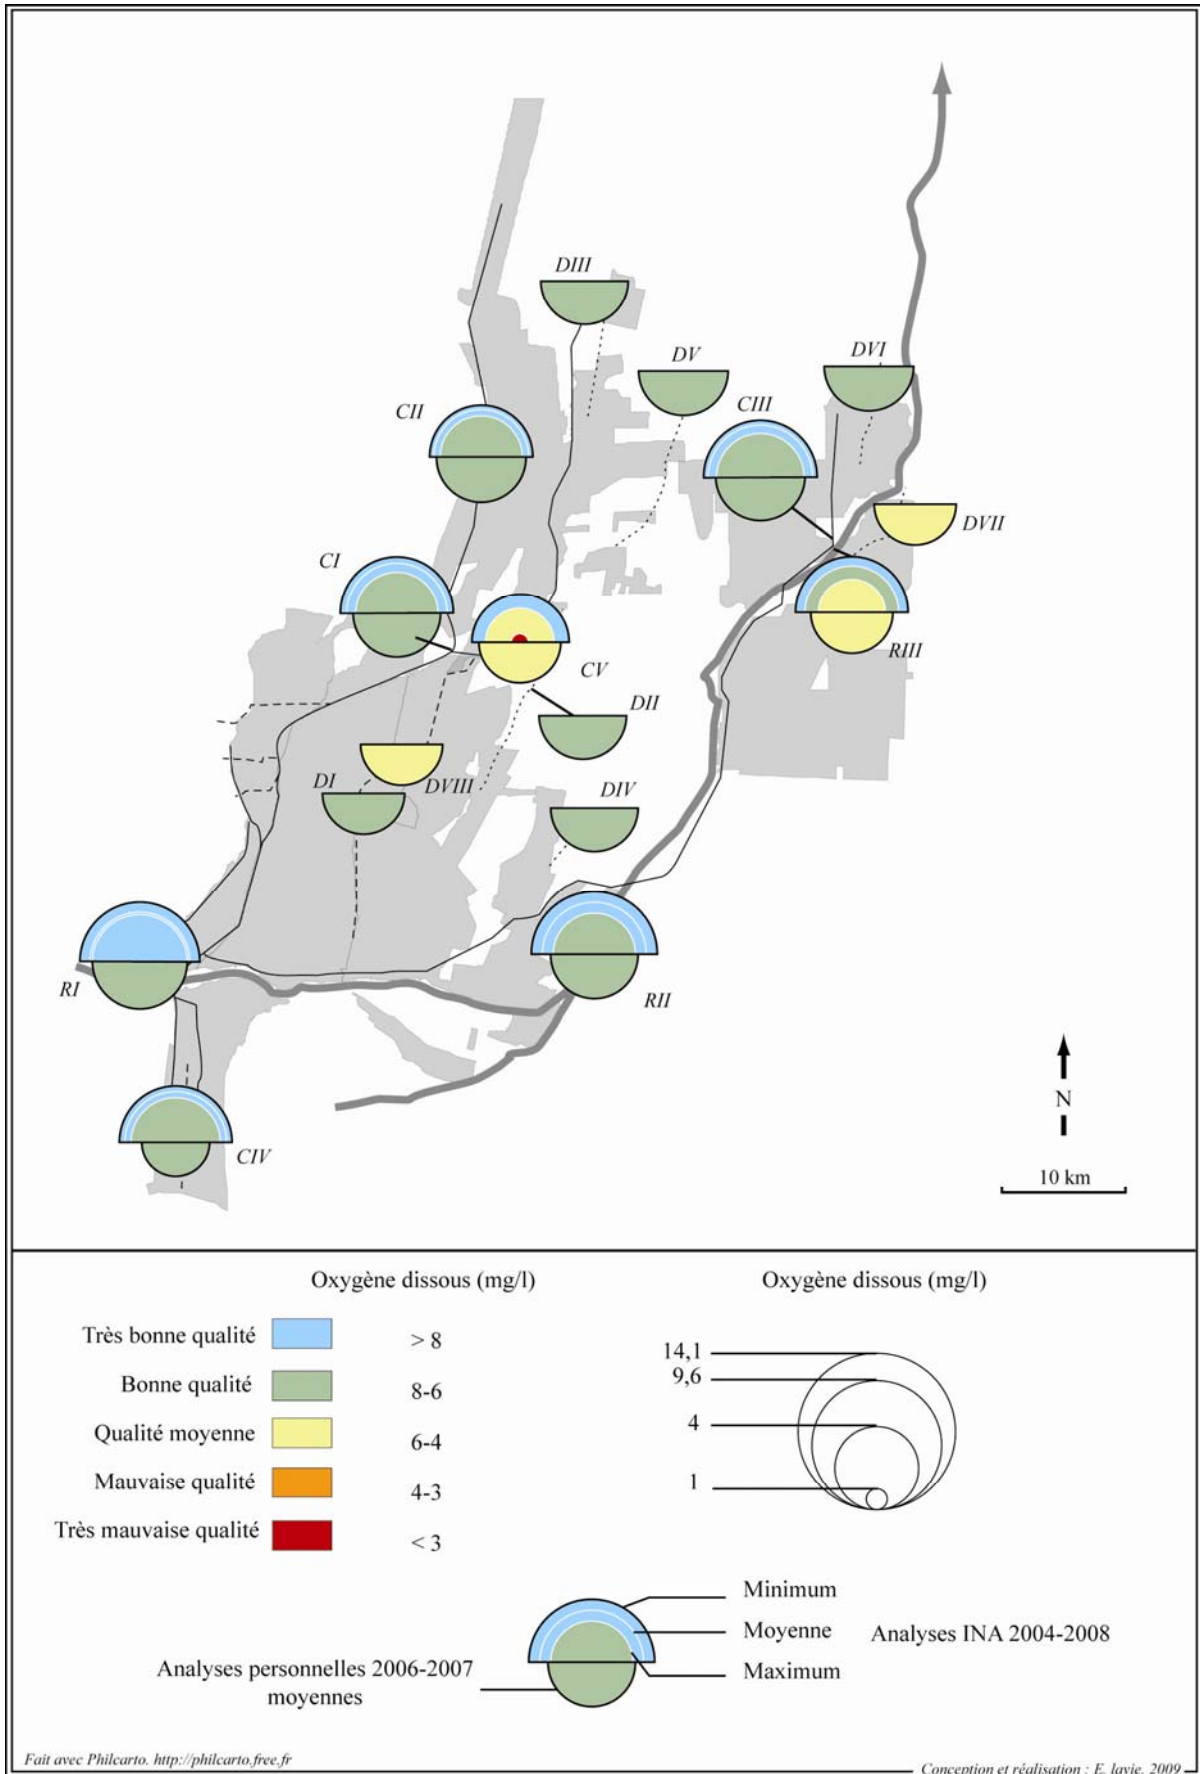 DIII
DV
DVI
CII
CIII
DVII
CI
RIII
CV
DII
DI
DVIII
DIV
RI
RII
N
10 km
CIV
Oxygène dissous (mg/l)
Très bonne qualité > 8
Bonne qualité 8-6
Qualité moyenne 6-4
Mauvaise qualité 4-3
Très mauvaise qualité < 3
Oxygène dissous (mg/l)
14,1
9,6
4
1
Minimum
Moyenne
Maximum
Analyses INA 2004-2008
Analyses personnelles 2006-2007
moyennes
Fait avec Philcarto. http://philcarto.free.fr
Conception et réalisation : E. lavie. 2009